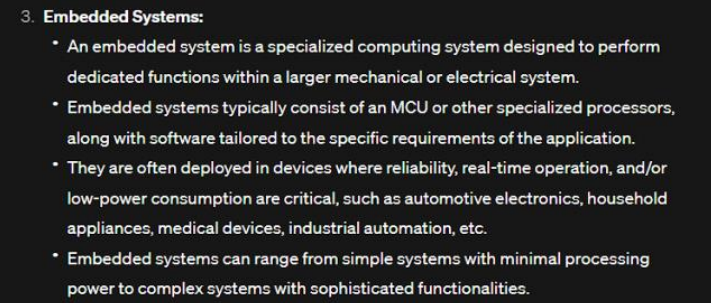 3. Embedded Systems:
• An embedded system is a specialized computing system designed to perform
dedicated functions within a larger mechanical or electrical system.
• Embedded systems typically consist of an MCU or other specialized processors,
along with software tailored to the specific requirements of the application.
• They are often deployed in devices where reliability, real-time operation, and/or
low-power consumption are critical, such as automotive electronics, household
appliances, medical devices, industrial automation, etc.
• Embedded systems can range from simple systems with minimal processing
power to complex systems with sophisticated functionalities.